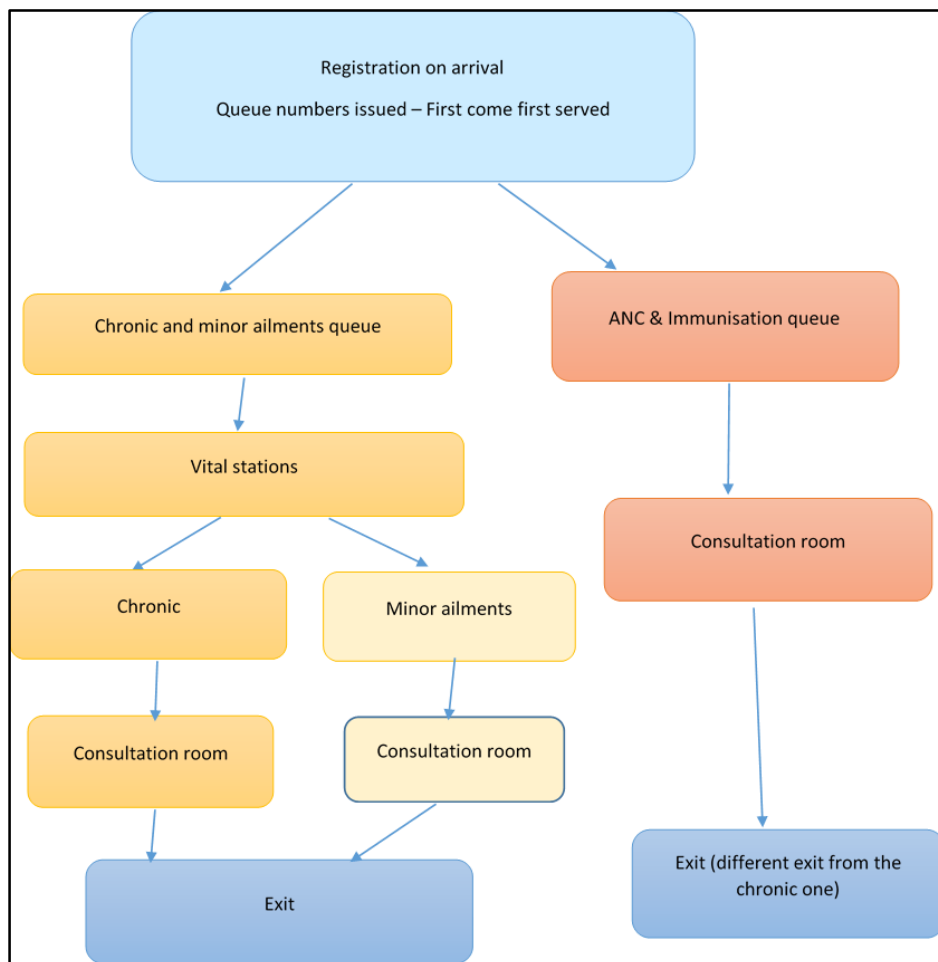 Registration on arrival
Queue numbers issued – First come first served
Chronic and minor ailments queue
ANC & Immunisation queue
Vital stations
Consultation room
Chronic
Minor ailments
Consultation room
Consultation room
Exit (different exit from the
chronic one)
Exit